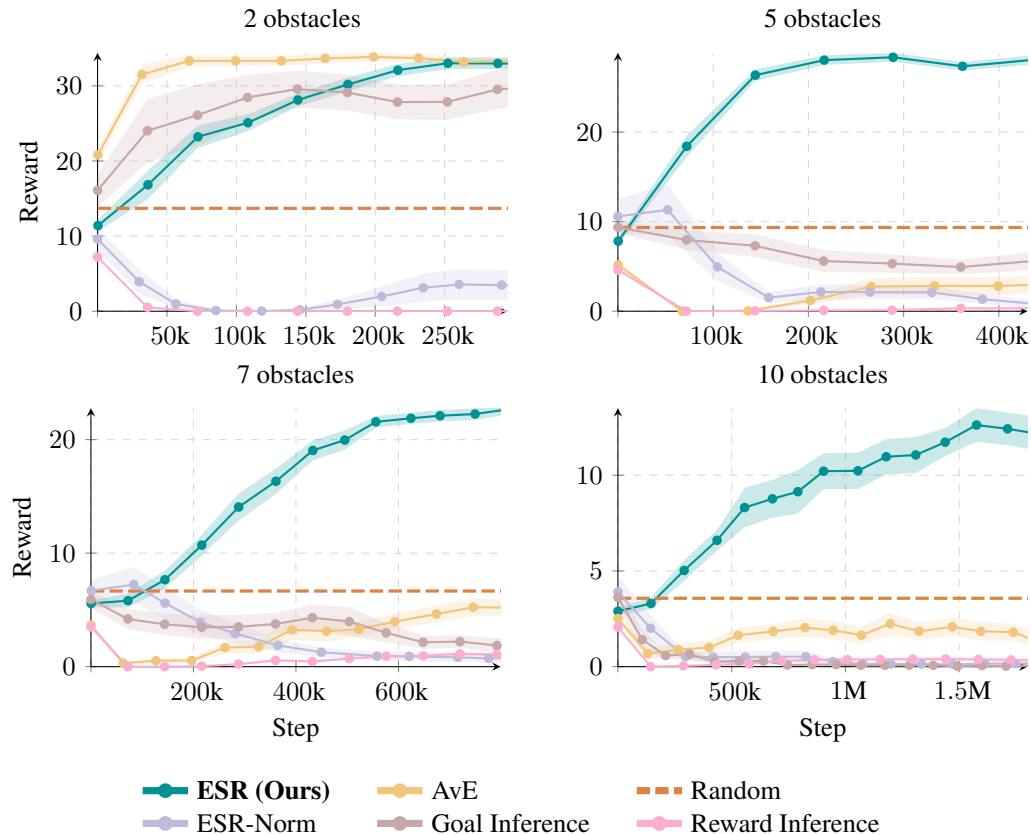 2 obstacles
5 obstacles
Reward
30
20
10
0
50k 100k 150k 200k 250k
20
10
0
100k 200k 300k 400k
7 obstacles
10 obstacles
Reward
20
10
0
200k 400k 600k
Step
10
5
0
500k 1M 1.5M
Step
ESR (Ours) AvE Random
ESR-Norm Goal Inference Reward Inference